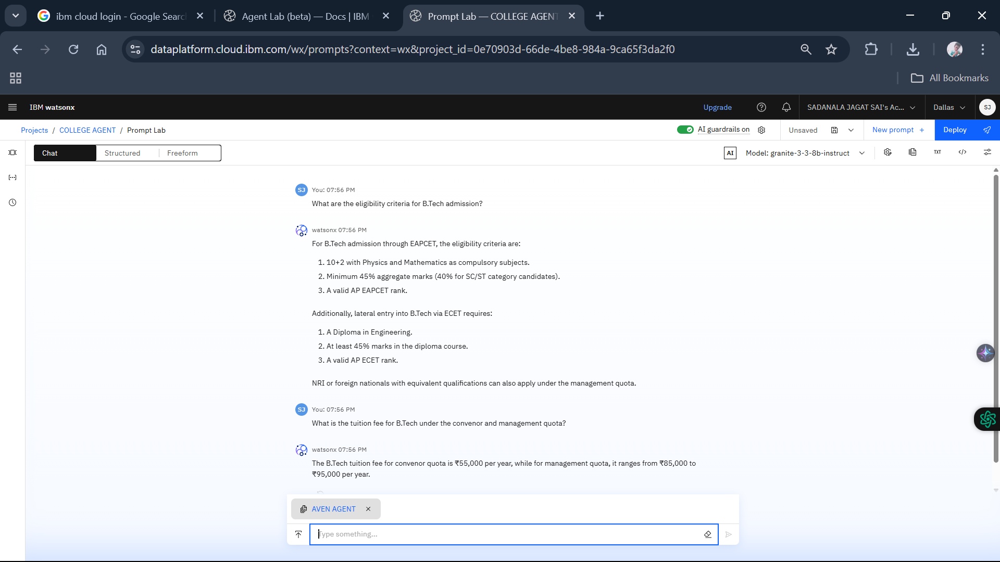 ibm cloud login - Google Searc
Agent Lab (beta) — Docs | IBM
Prompt Lab — COLLEGE AGENT
dataplatform.cloud.ibm.com/wx/prompts?context=wx&project_id=0e70903d-66de-4be8-984a-9ca65f3da2f0
All Bookmarks
IBM watsonx
Upgrade
SADANALA JAGAT SAI's Ac...
Dallas
SJ
Projects / COLLEGE AGENT / Prompt Lab
AI guardrails on
Unsaved
New prompt +
Deploy
Chat
Structured
Freeform
AI
Model: granite-3-3-8b-instruct
TXT
</>
SJ You: 07:56 PM
What are the eligibility criteria for B.Tech admission?
watsonx 07:56 PM
For B.Tech admission through EAPCET, the eligibility criteria are:
1. 10+2 with Physics and Mathematics as compulsory subjects.
2. Minimum 45% aggregate marks (40% for SC/ST category candidates).
3. A valid AP EAPCET rank.
Additionally, lateral entry into B.Tech via ECET requires:
1. A Diploma in Engineering.
2. At least 45% marks in the diploma course.
3. A valid AP ECET rank.
NRI or foreign nationals with equivalent qualifications can also apply under the management quota.
SJ You: 07:56 PM
What is the tuition fee for B.Tech under the convenor and management quota?
watsonx 07:56 PM
The B.Tech tuition fee for convenor quota is ₹55,000 per year, while for management quota, it ranges from ₹85,000 to
₹95,000 per year.
AVEN AGENT
Type something...